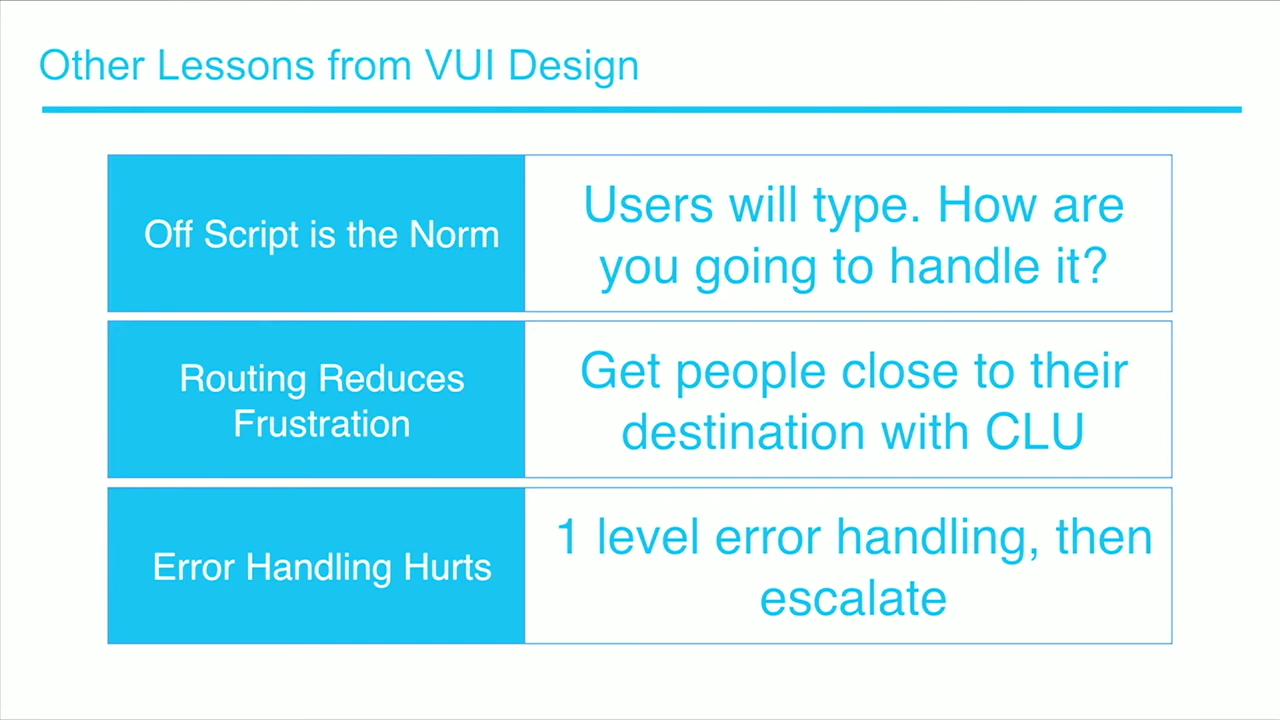 Other Lessons from VUI Design
Off Script is the Norm
Users will type. How are
you going to handle it?
Routing Reduces
Frustration
Get people close to their
destination with CLU
Error Handling Hurts
1 level error handling, then
escalate